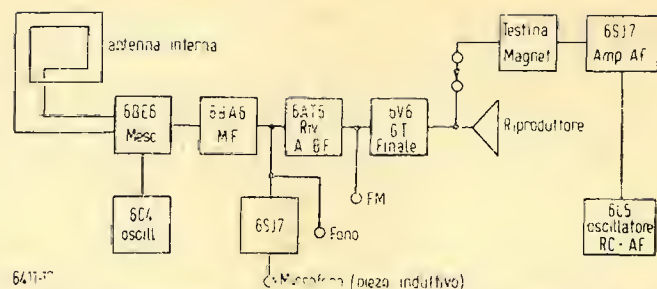 antenna interna
6BE6
Mesc
6BA6
M.F
6AT6
Riv
A BF
6V6
GT
Finale
Testina
Magnet
6SJ7
Amp AF
Riproduttore
6C4
oscill
6SJ7
Fono
FM
6C5
oscillatore
RC - AF
Microfono (piezo induttivo)